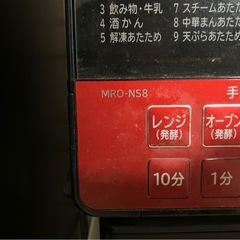 3 飲み物・牛乳 7 スチームあた
4 酒かん 8 中華まんあたた
5 解凍あたため 9 天ぷらあたため
MRO-NS8 手
レンジ オーブン
(発酵) (発酵)
10分 1分